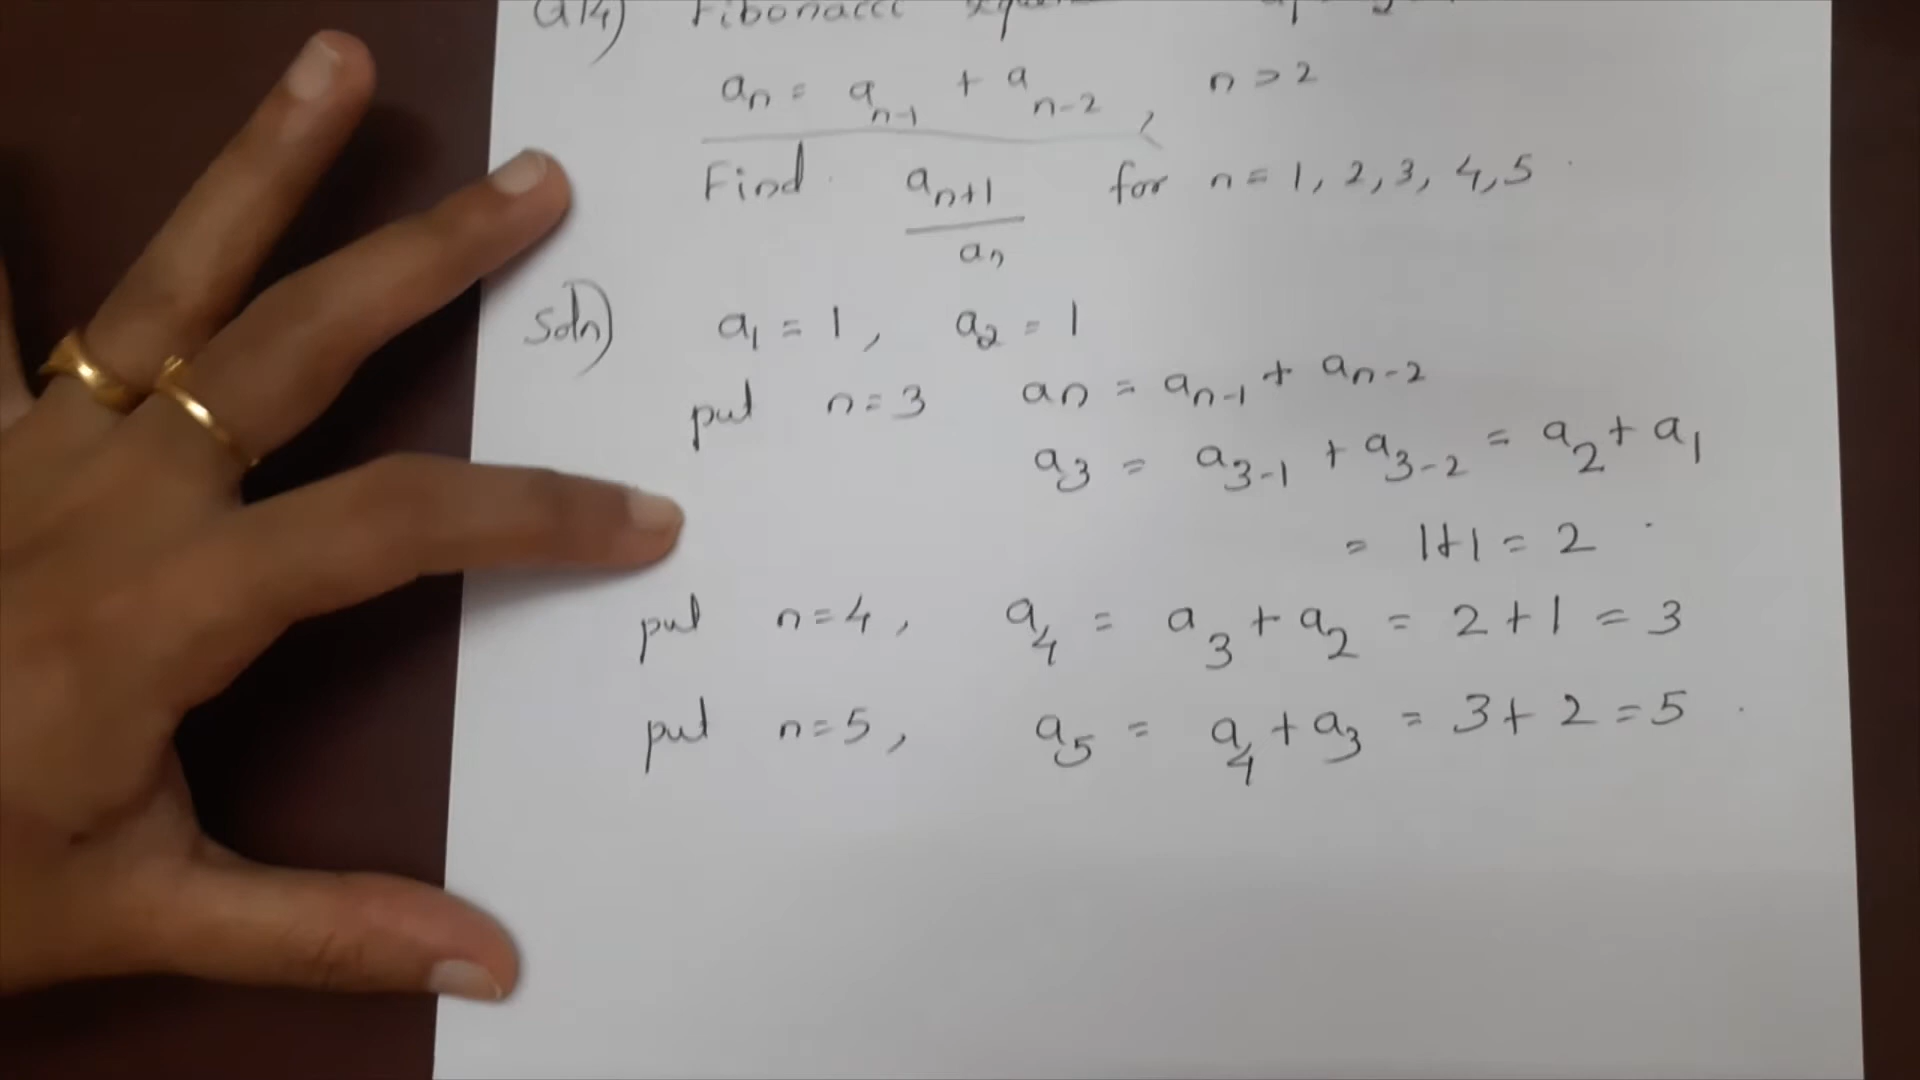 Q14) Fibonacci
an = an-1 + an-2, n > 2
Find an+1/an for n = 1, 2, 3, 4, 5
Soln) a1 = 1, a2 = 1
put n = 3 an = an-1 + an-2
a3 = a3-1 + a3-2 = a2 + a1
= 1+1 = 2
put n=4, a4 = a3 + a2 = 2+1 = 3
put n=5, a5 = a4 + a3 = 3+2 = 5